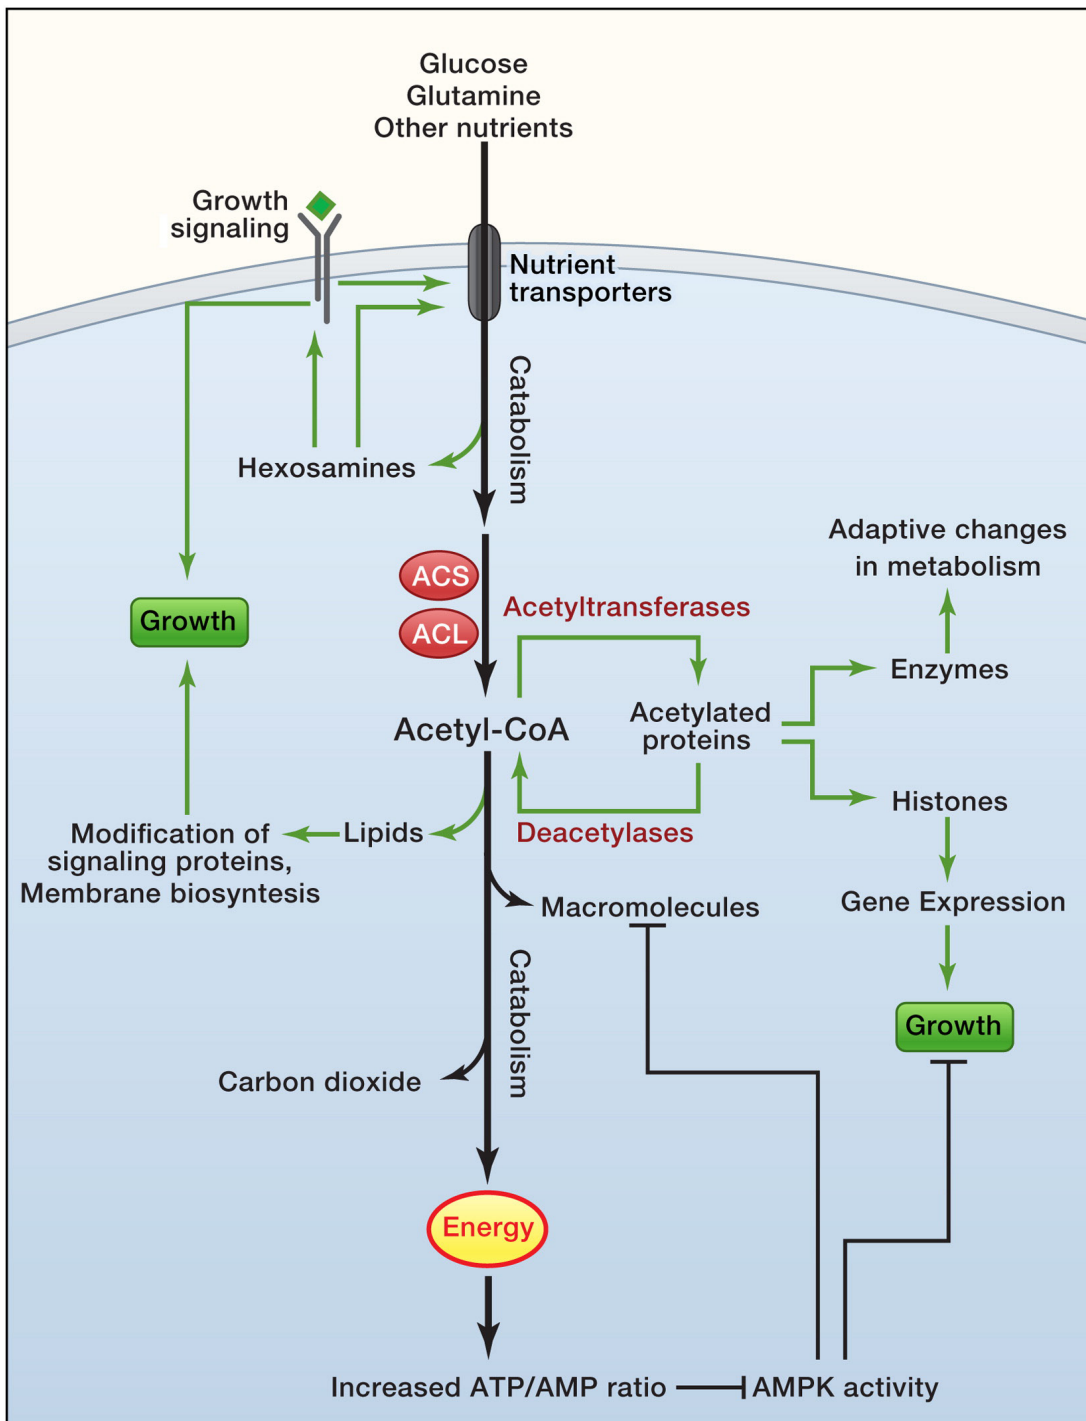 Glucose
Glutamine
Other nutrients
Growth
signaling
Nutrient
transporters
Catabolism
Hexosamines
ACS
ACL
Acetyltransferases
Adaptive changes
in metabolism
Growth
Enzymes
Acetyl-CoA
Acetylated
proteins
Histones
Deacetylases
Lipids
Modification of
signaling proteins,
Membrane biosyntesis
Macromolecules
Gene Expression
Catabolism
Growth
Carbon dioxide
Energy
Increased ATP/AMP ratio
AMPK activity